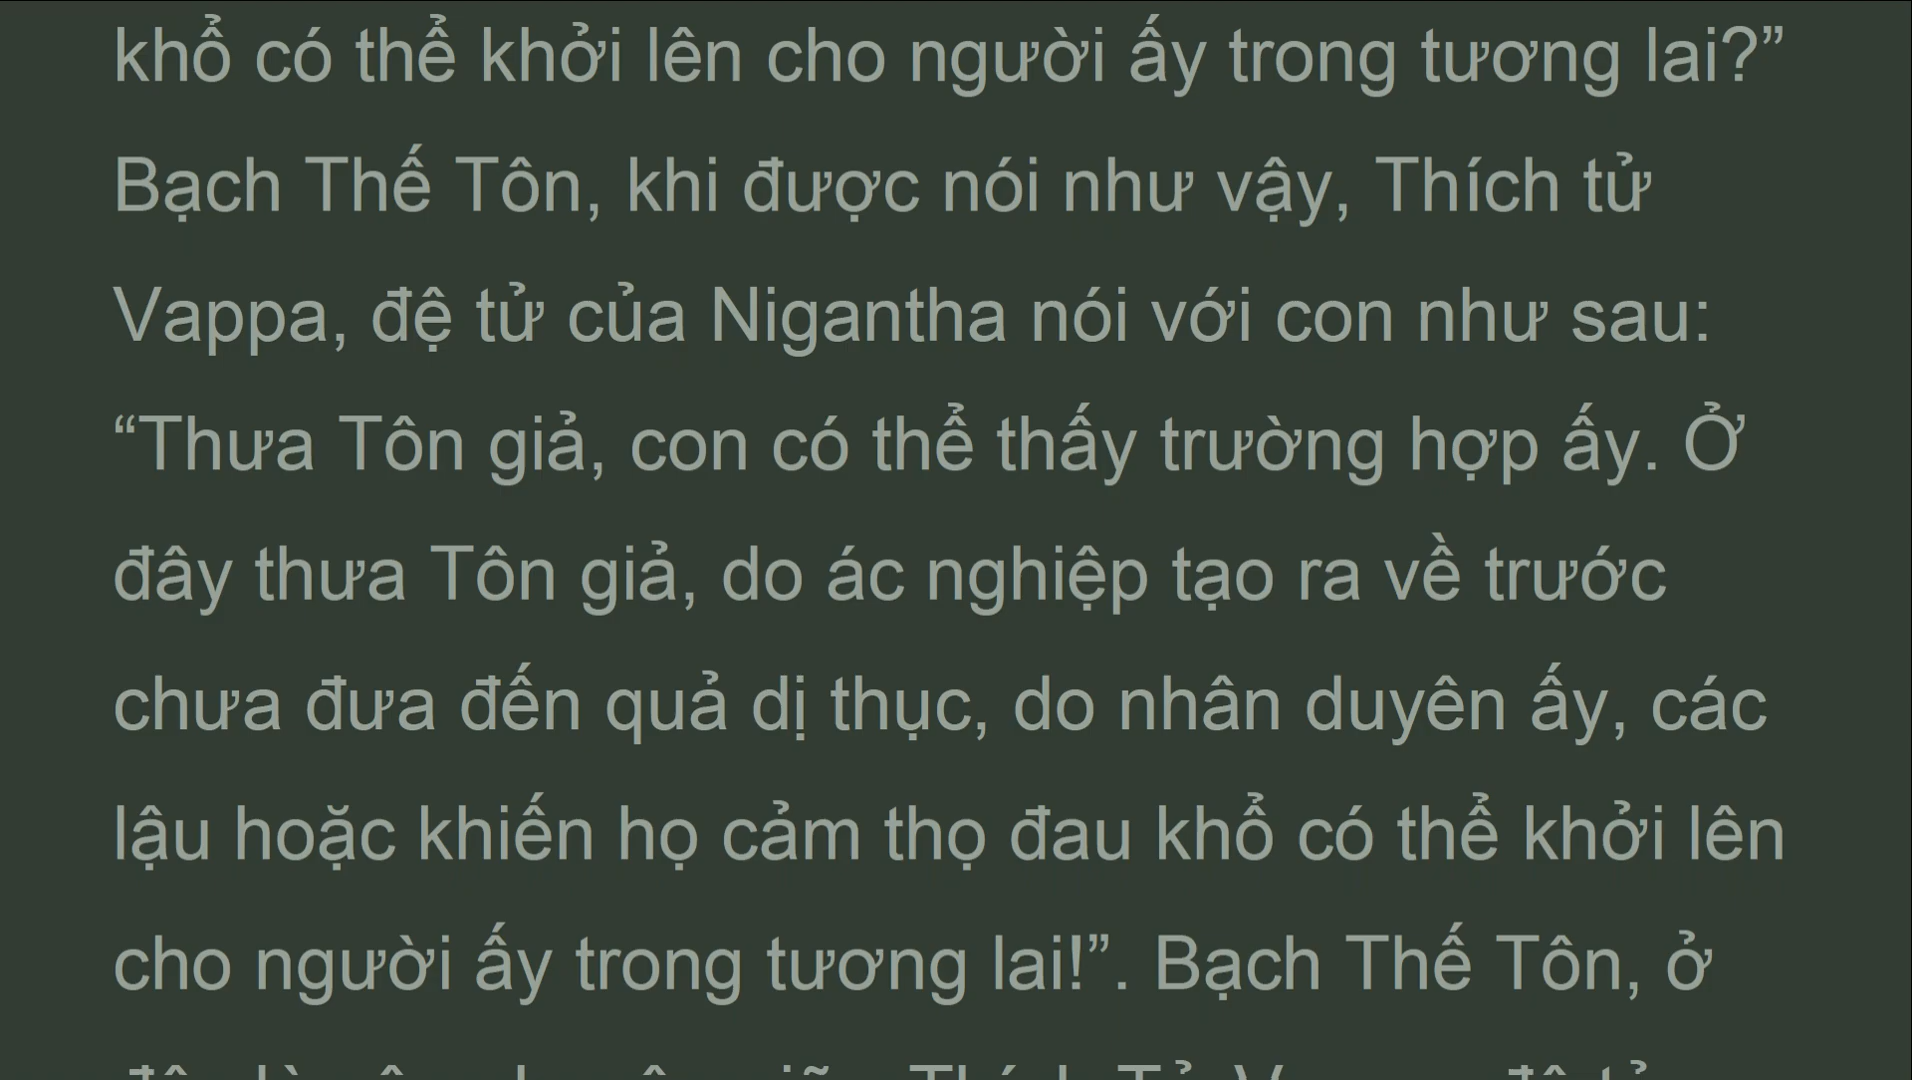 khổ có thể khởi lên cho người ấy trong tương lai?”
Bạch Thế Tôn, khi được nói như vậy, Thích tử
Vappa, đệ tử của Nigantha nói với con như sau:
“Thưa Tôn giả, con có thể thấy trường hợp ấy. Ở
đây thưa Tôn giả, do ác nghiệp tạo ra về trước
chưa đưa đến quả dị thục, do nhân duyên ấy, các
lậu hoặc khiến họ cảm thọ đau khổ có thể khởi lên
cho người ấy trong tương lai!”. Bạch Thế Tôn, ở